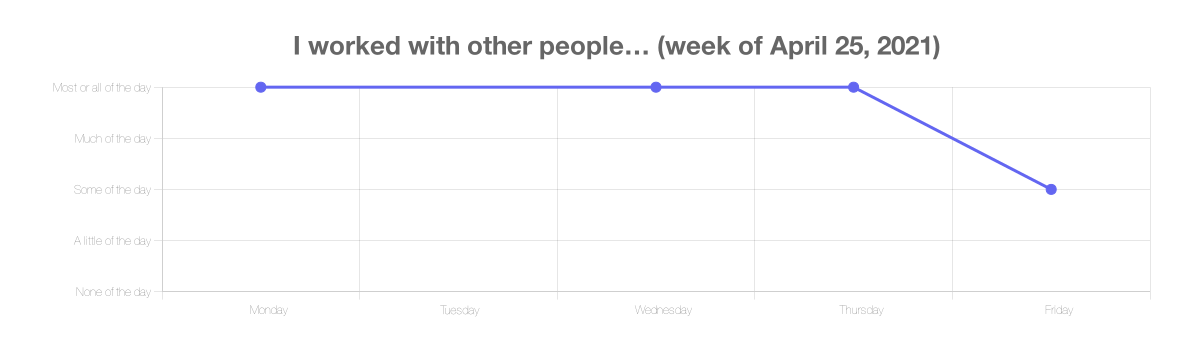 I worked with other people… (week of April 25, 2021)
Most or all of the day
Much of the day
Some of the day
A little of the day
None of the day
Monday Tuesday Wednesday Thursday Friday